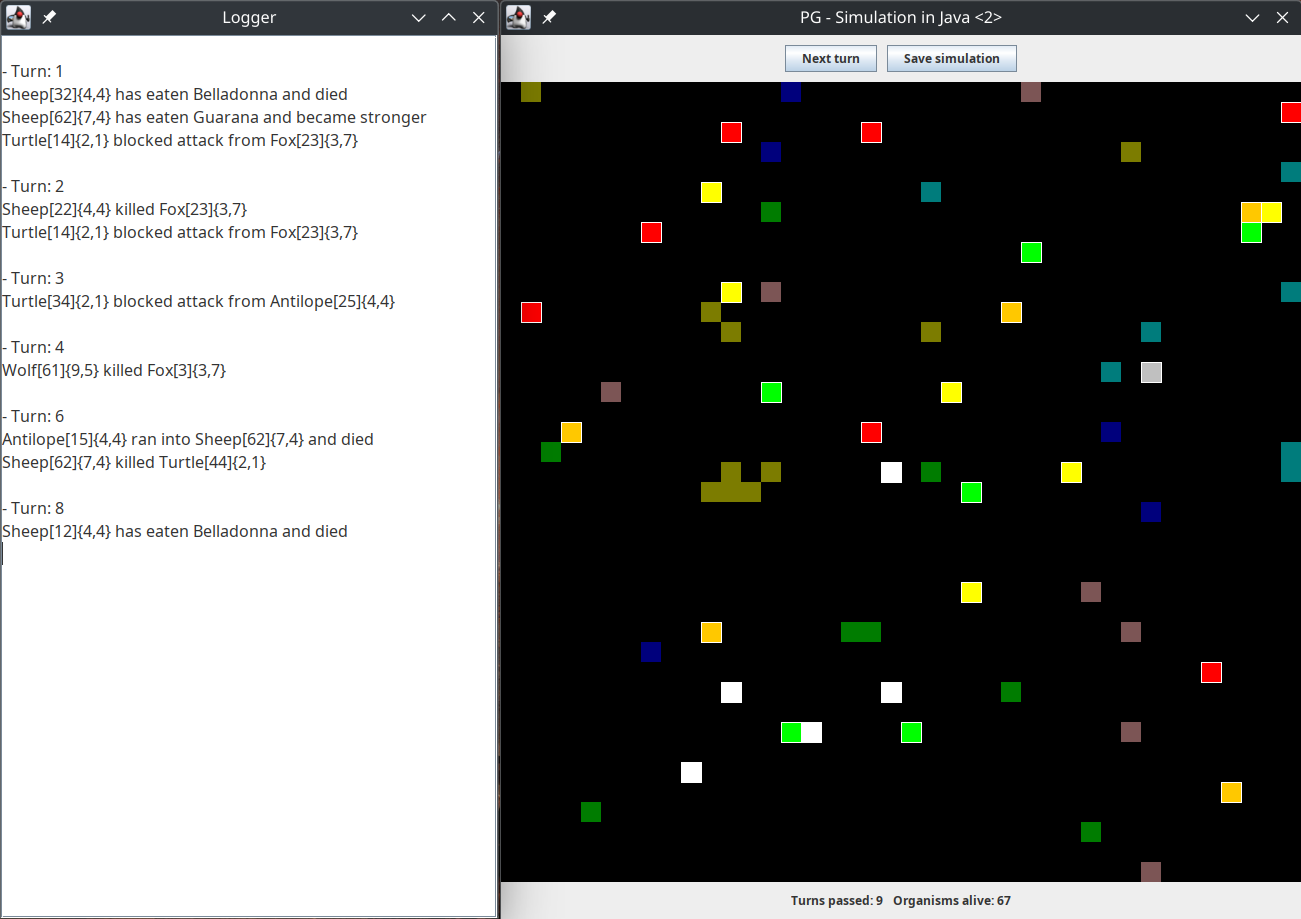 Logger
- Turn: 1
Sheep[32]{4,4} has eaten Belladonna and died
Sheep[62]{7,4} has eaten Guarana and became stronger
Turtle[14]{2,1} blocked attack from Fox[23]{3,7}
- Turn: 2
Sheep[22]{4,4} killed Fox[23]{3,7}
Turtle[14]{2,1} blocked attack from Fox[23]{3,7}
- Turn: 3
Turtle[34]{2,1} blocked attack from Antilope[25]{4,4}
- Turn: 4
Wolf[61]{9,5} killed Fox[3]{3,7}
- Turn: 6
Antilope[15]{4,4} ran into Sheep[62]{7,4} and died
Sheep[62]{7,4} killed Turtle[44]{2,1}
- Turn: 8
Sheep[12]{4,4} has eaten Belladonna and died
PG - Simulation in Java <2>
Next turn
Save simulation
Turns passed: 9 Organisms alive: 67